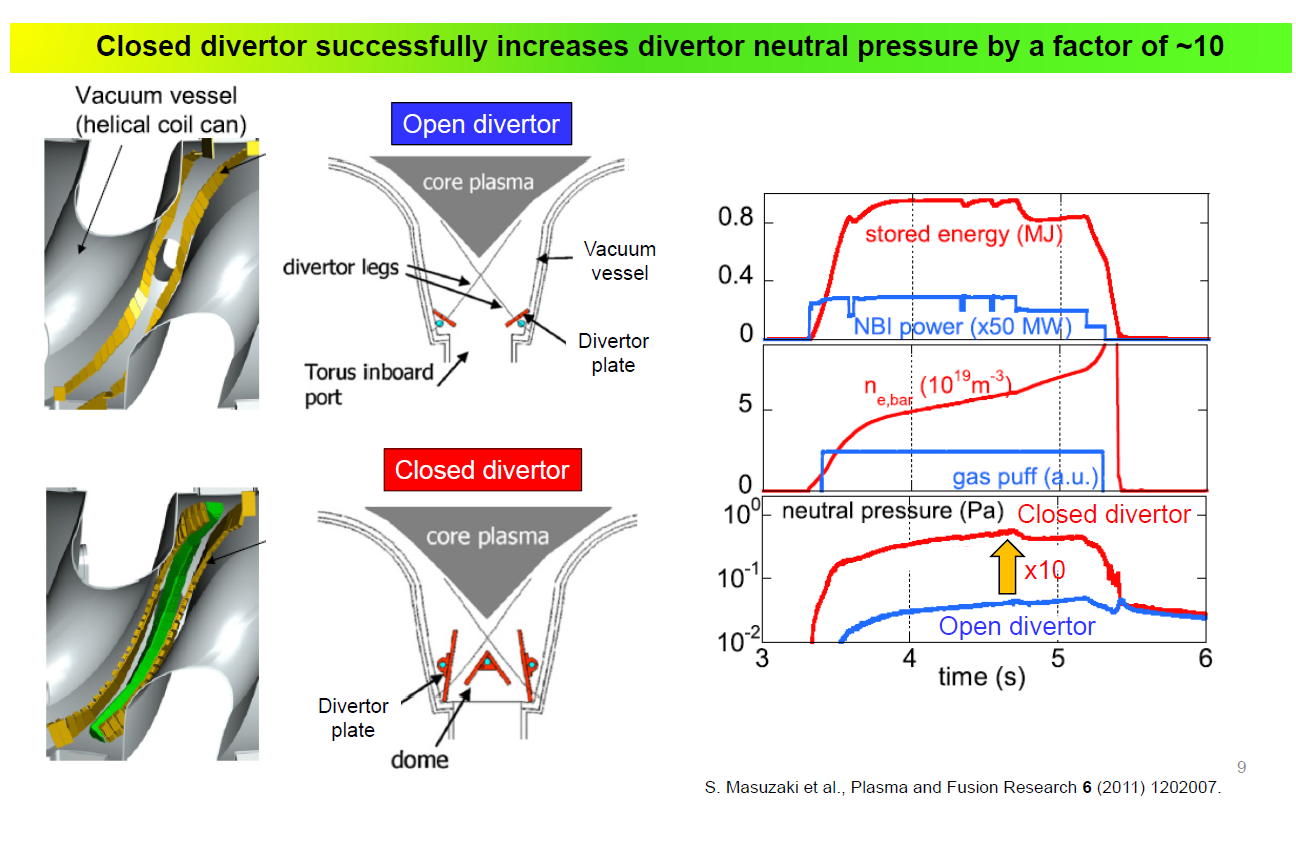 Closed divertor successfully increases divertor neutral pressure by a factor of ~10
Vacuum vessel
(helical coil can)
Open divertor
core plasma
divertor legs
Vacuum
vessel
Divertor
plate
Torus inboard
port
Closed divertor
core plasma
Divertor
plate
dome
0.8
stored energy (MJ)
0.4
NBI power (x50 MW)
0
ne,bar (10^19 m^-3)
5
gas puff (a.u.)
0
10^0
neutral pressure (Pa)
Closed divertor
x10
10^-1
Open divertor
10^-2
3 4 5 6
time (s)
9
S. Masuzaki et al., Plasma and Fusion Research 6 (2011) 1202007.